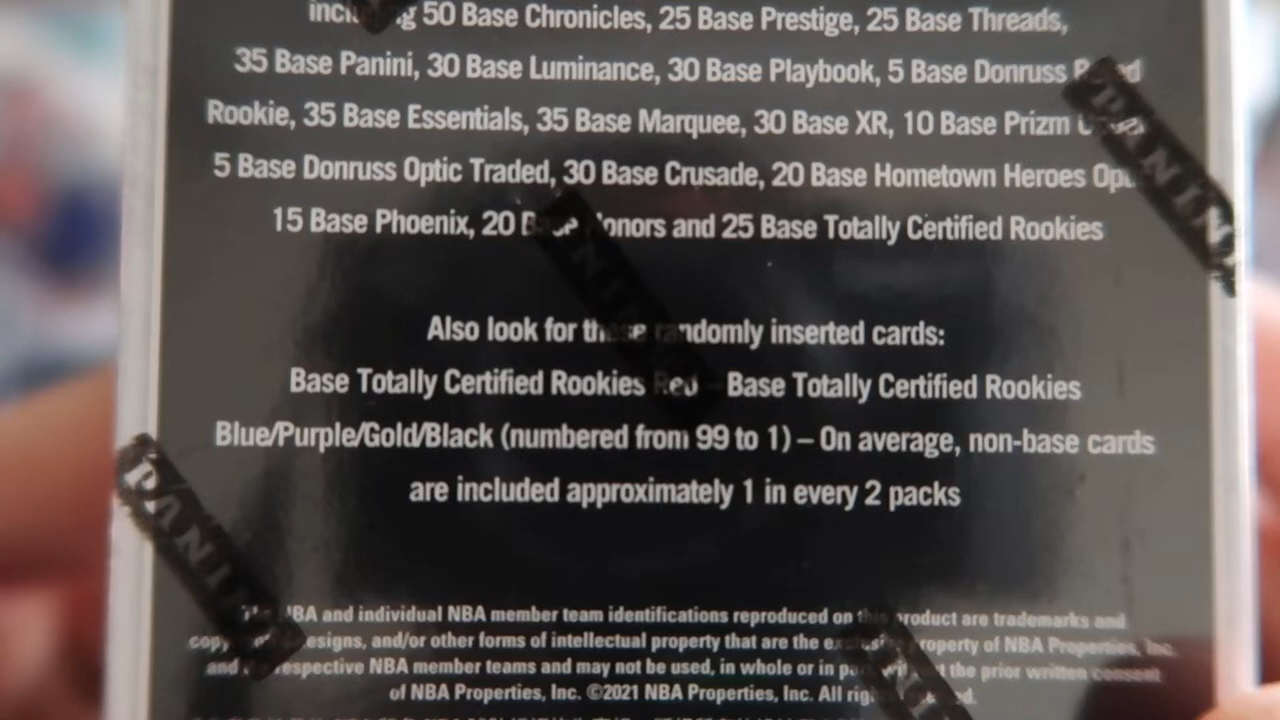 50 Base Chronicles, 25 Base Prestige, 25 Base Threads,
35 Base Panini, 30 Base Luminance, 30 Base Playbook, 5 Base Donruss
Rookie, 35 Base Essentials, 35 Base Marquee, 30 Base XR, 10 Base Prizm
5 Base Donruss Optic Traded, 30 Base Crusade, 20 Base Hometown Heroes
15 Base Phoenix, 20 Base and 25 Base Totally Certified Rookies
Also look for these randomly inserted cards:
Base Totally Certified Rookies Red – Base Totally Certified Rookies
Blue/Purple/Gold/Black (numbered from 99 to 1) – On average, non-base cards
are included approximately 1 in every 2 packs
The NBA and individual NBA member team identifications reproduced on this product are trademarks and
designs, and/or other forms of intellectual property that are the exclusive property of NBA Properties, Inc.
and respective NBA member teams and may not be used, in whole or in part, without the prior written consent
of NBA Properties, Inc. ©2021 NBA Properties, Inc. All rights reserved.
PANINI
PANINI
PANINI